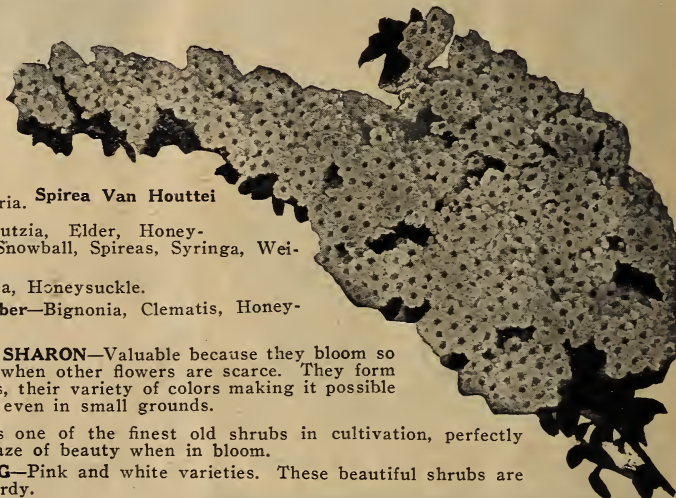 ria. Spirea Van Houttei
utzia, Elder, Honey-
Snowball, Spireas, Syringa, Wei-
a, Honeysuckle.
ber—Bignonia, Clematis, Honey-
SHARON—Valuable because they bloom so
when other flowers are scarce. They form
s, their variety of colors making it possible
even in small grounds.
s one of the finest old shrubs in cultivation, perfectly
aze of beauty when in bloom.
G—Pink and white varieties. These beautiful shrubs are
rdy.